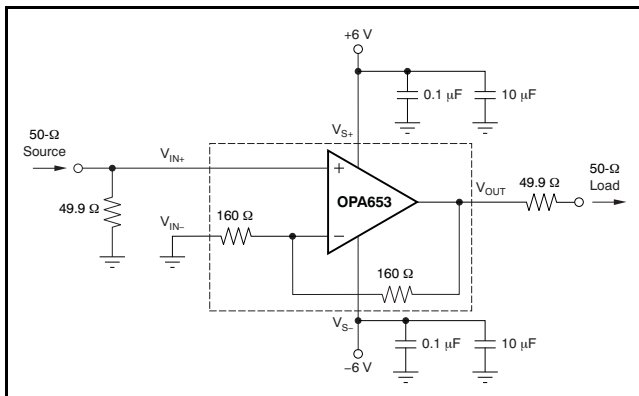 +6 V
0.1 μF
10 μF
V_S+
50-Ω
Source
V_IN+
49.9 Ω
V_IN–
160 Ω
+
–
OPA653
160 Ω
V_OUT
49.9 Ω
50-Ω
Load
V_S–
0.1 μF
10 μF
−6 V